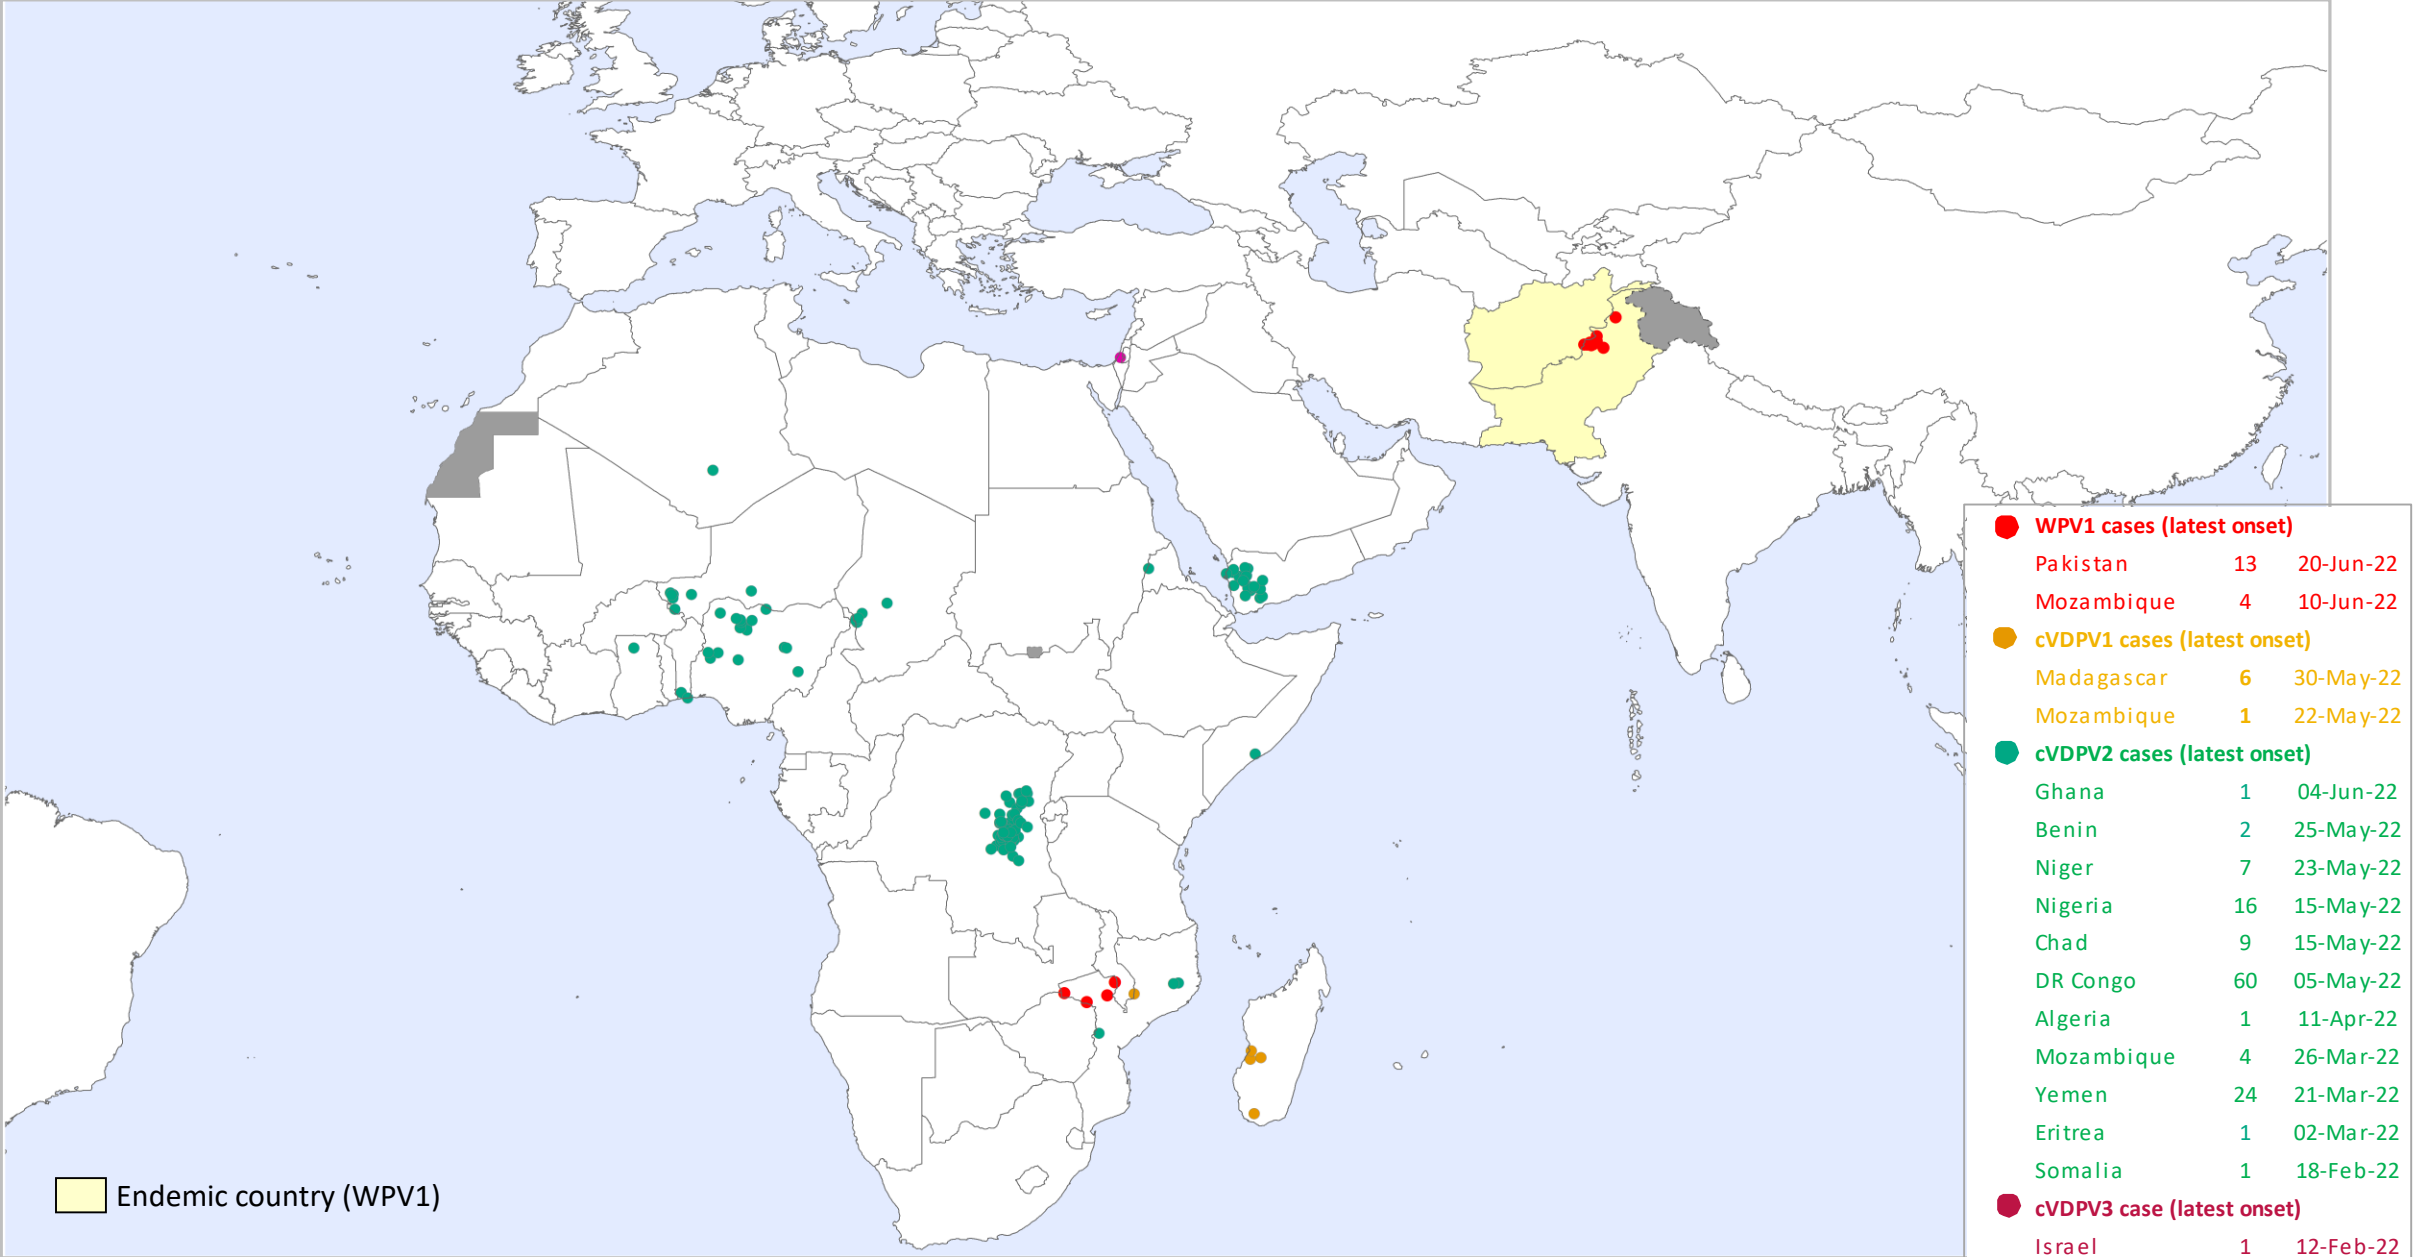 WPV1 cases (latest onset)
Pakistan 13 20-Jun-22
Mozambique 4 10-Jun-22
cVDPV1 cases (latest onset)
Madagascar 6 30-May-22
Mozambique 1 22-May-22
cVDPV2 cases (latest onset)
Ghana 1 04-Jun-22
Benin 2 25-May-22
Niger 7 23-May-22
Nigeria 16 15-May-22
Chad 9 15-May-22
DR Congo 60 05-May-22
Algeria 1 11-Apr-22
Mozambique 4 26-Mar-22
Yemen 24 21-Mar-22
Eritrea 1 02-Mar-22
Somalia 1 18-Feb-22
cVDPV3 case (latest onset)
Israel 1 12-Feb-22
Endemic country (WPV1)